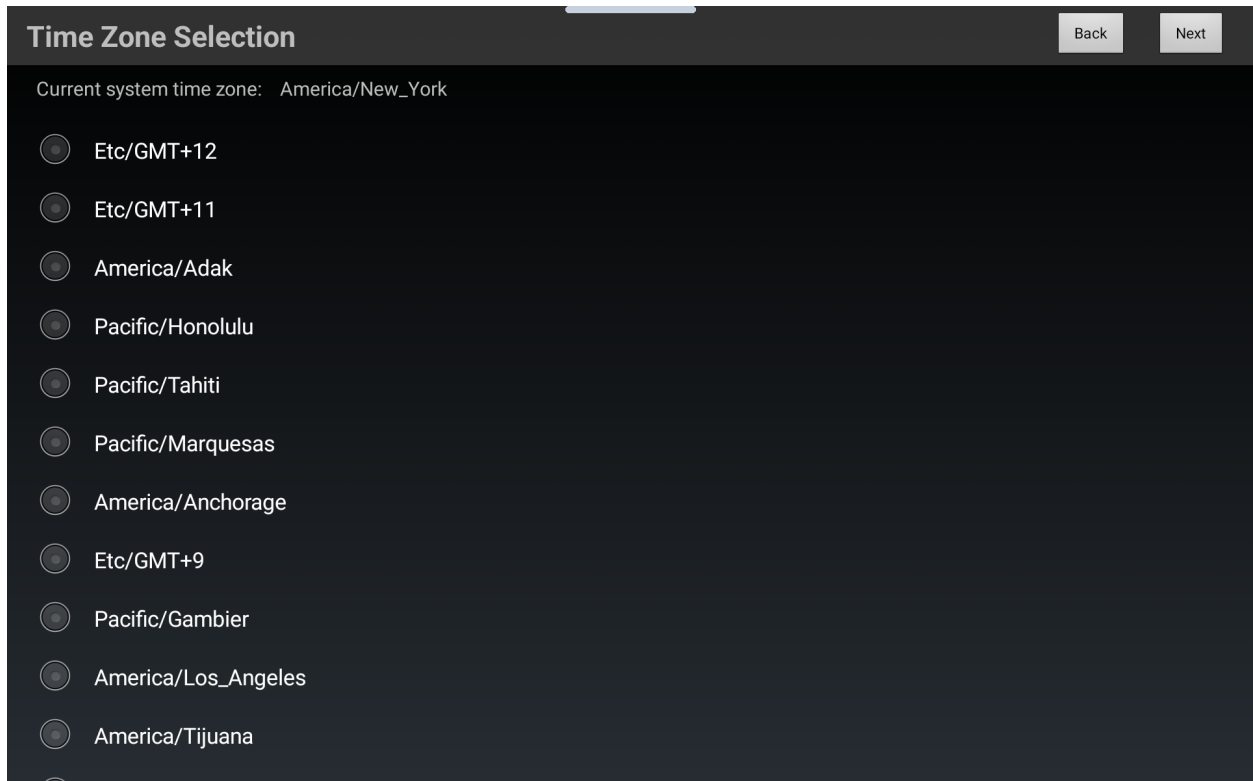 Time Zone Selection
Back
Next
Current system time zone: America/New_York
Etc/GMT+12
Etc/GMT+11
America/Adak
Pacific/Honolulu
Pacific/Tahiti
Pacific/Marquesas
America/Anchorage
Etc/GMT+9
Pacific/Gambier
America/Los_Angeles
America/Tijuana